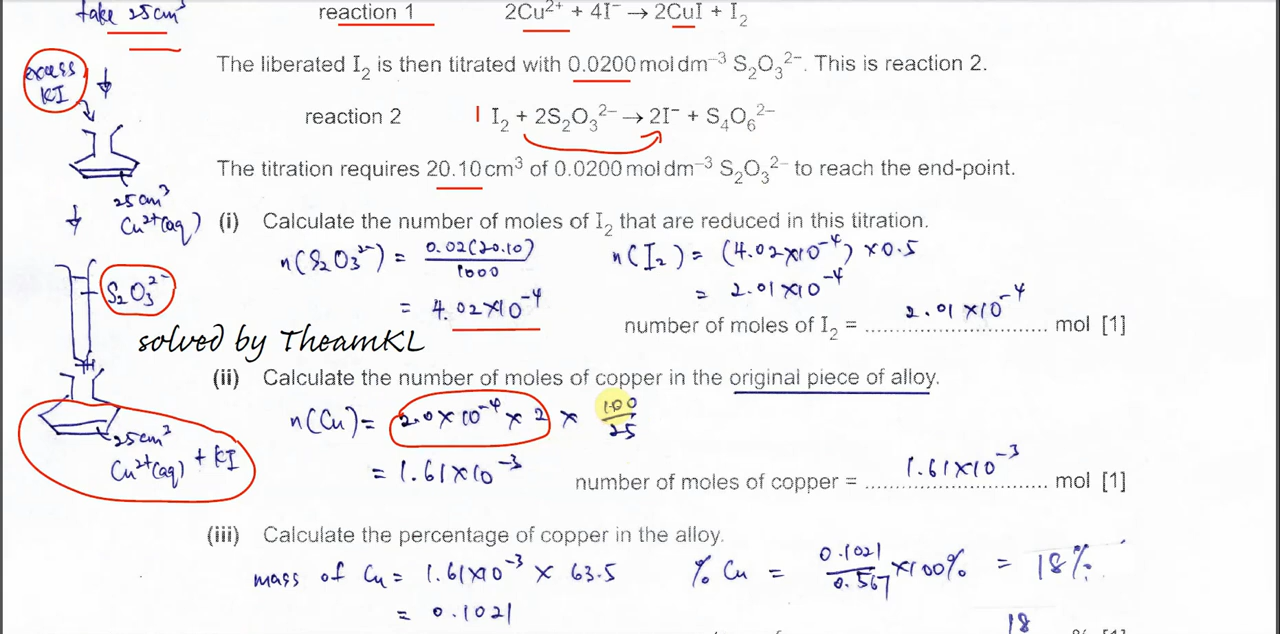 take 25cm³
reaction 1 2Cu²⁺ + 4I⁻ → 2CuI + I₂
The liberated I₂ is then titrated with 0.0200 mol dm⁻³ S₂O₃²⁻. This is reaction 2.
excess
KI
reaction 2 1 I₂ + 2S₂O₃²⁻ → 2I⁻ + S₄O₆²⁻
The titration requires 20.10 cm³ of 0.0200 mol dm⁻³ S₂O₃²⁻ to reach the end-point.
25cm³
Cu²⁺(aq)
(i) Calculate the number of moles of I₂ that are reduced in this titration.
n(S₂O₃²⁻) = 0.02(20.10)/1000
= 4.02×10⁻⁴
n(I₂) = (4.02×10⁻⁴) ×0.5
= 2.01×10⁻⁴
number of moles of I₂ = 2.01×10⁻⁴ mol [1]
S₂O₃²⁻
solved by TheamKL
(ii) Calculate the number of moles of copper in the original piece of alloy.
n(Cu) = 2.0×10⁻⁴ × 2 × 100/25
= 1.61×10⁻³
number of moles of copper = 1.61×10⁻³ mol [1]
25cm³
Cu²⁺(aq) + KI
(iii) Calculate the percentage of copper in the alloy.
mass of Cu = 1.61×10⁻³ × 63.5
= 0.1021
% Cu = 0.1021/0.567 ×100% = 18%
18